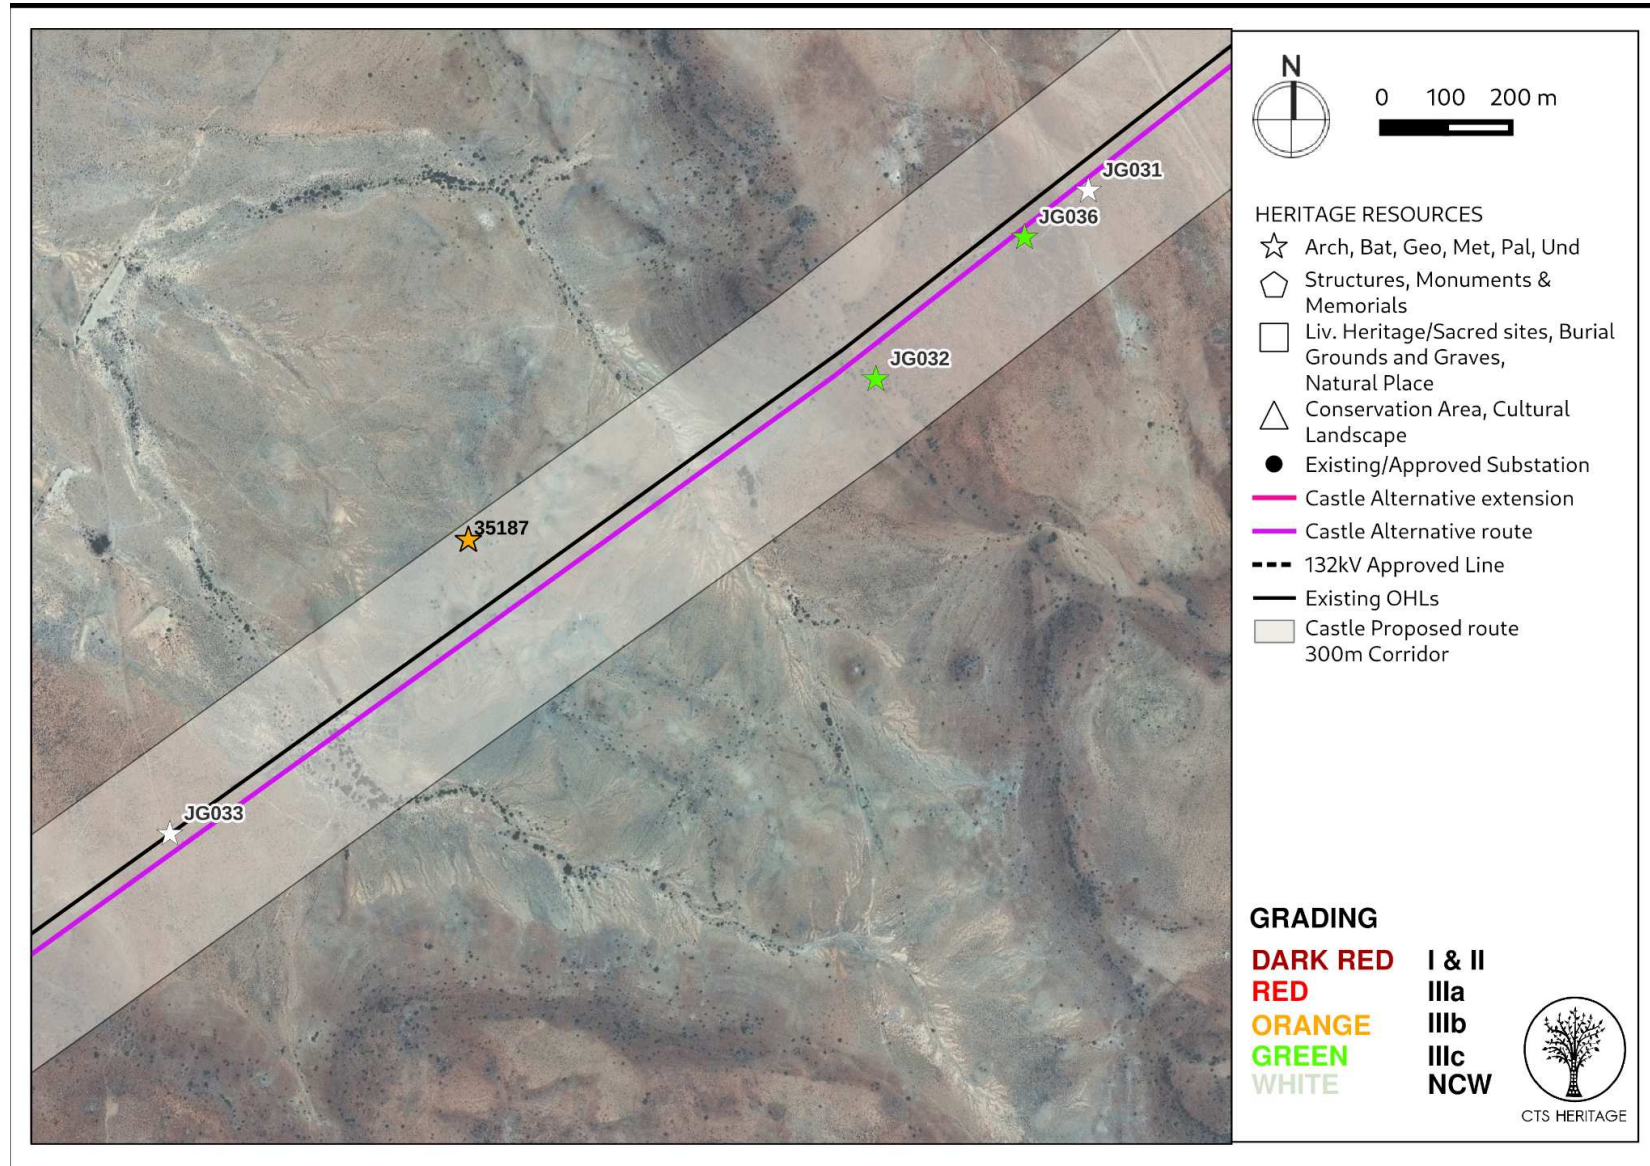 JG031
JG036
JG032
35187
JG033
N
0 100 200 m
HERITAGE RESOURCES
Arch, Bat, Geo, Met, Pal, Und
Structures, Monuments &
Memorials
Liv. Heritage/Sacred sites, Burial
Grounds and Graves,
Natural Place
Conservation Area, Cultural
Landscape
Existing/Approved Substation
Castle Alternative extension
Castle Alternative route
132kV Approved Line
Existing OHLs
Castle Proposed route
300m Corridor
GRADING
DARK RED I & II
RED IIIa
ORANGE IIIb
GREEN IIIc
WHITE NCW
CTS HERITAGE